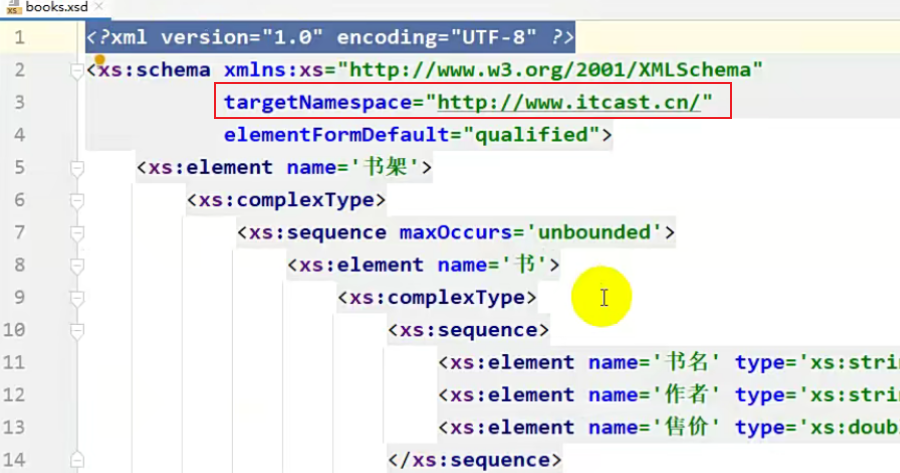 books.xsd
1 <?xml version="1.0" encoding="UTF-8" ?>
2 <xs:schema xmlns:xs="http://www.w3.org/2001/XMLSchema"
3 targetNamespace="http://www.itcast.cn/"
4 elementFormDefault="qualified">
5 <xs:element name='书架'>
6 <xs:complexType>
7 <xs:sequence maxOccurs='unbounded'>
8 <xs:element name='书'>
9 <xs:complexType>
10 <xs:sequence>
11 <xs:element name='书名' type='xs:strin
12 <xs:element name='作者' type='xs:strin
13 <xs:element name='售价' type='xs:doub
14 </xs:sequence>